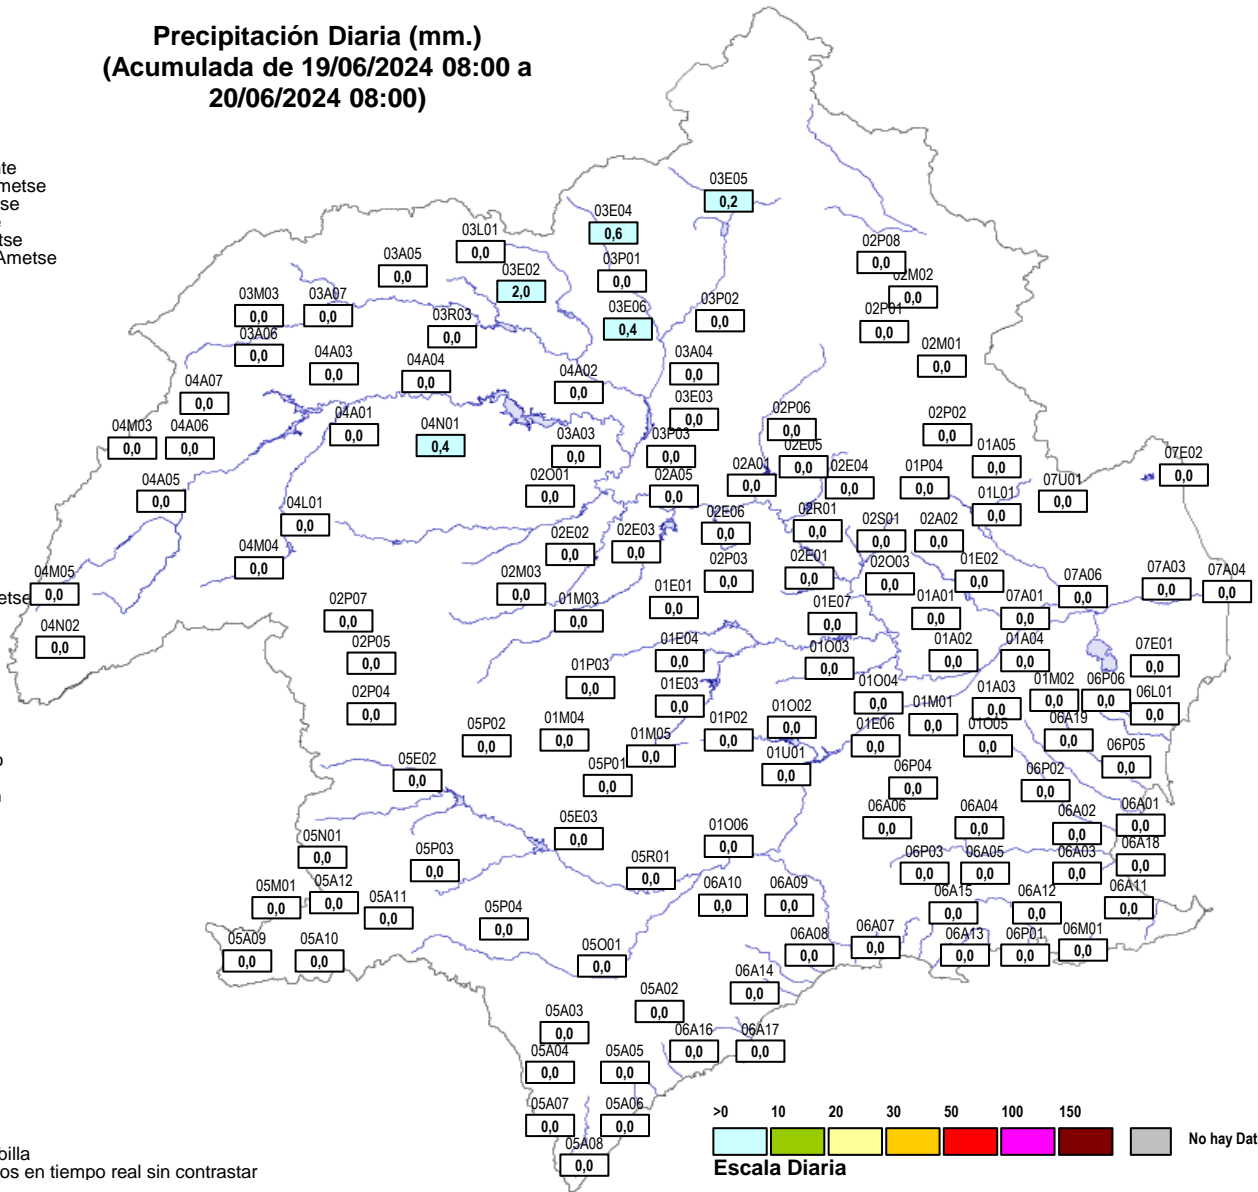 Precipitación Diaria (mm.)
(Acumulada de 19/06/2024 08:00 a
20/06/2024 08:00)
nte
metse
se
e
tse
Ametse
03E05
0,2
03E04
0,6
03L01
0,0
03A05
0,0
03E02
2,0
03P01
0,0
02P08
0,0
02M02
0,0
03M03
0,0
03A07
0,0
03R03
0,0
03E06
0,4
03P02
0,0
02P01
0,0
03A06
0,0
04A03
0,0
04A04
0,0
04A02
0,0
03A04
0,0
02M01
0,0
04A07
0,0
03E03
0,0
04M03
0,0
04A06
0,0
04A01
0,0
04N01
0,4
03A03
0,0
03P03
0,0
02P06
0,0
02E05
0,0
02P02
0,0
01A05
0,0
07E02
0,0
04A05
0,0
02O01
0,0
02A05
0,0
02A01
0,0
02E04
0,0
01P04
0,0
01L01
0,0
07U01
0,0
04L01
0,0
02E06
0,0
02R01
0,0
02S01
0,0
02A02
0,0
04M04
0,0
02E02
0,0
02E03
0,0
02P03
0,0
02E01
0,0
02O03
0,0
01E02
0,0
04M05
0,0
etse
02M03
0,0
01M03
0,0
01E01
0,0
07A06
0,0
07A03
0,0
07A04
0,0
04N02
0,0
02P07
0,0
01E07
0,0
01A01
0,0
07A01
0,0
02P05
0,0
01E04
0,0
01O03
0,0
01A02
0,0
01A04
0,0
07E01
0,0
02P04
0,0
01P03
0,0
01E03
0,0
01O04
0,0
01A03
0,0
01M02
0,0
06P06
0,0
06L01
0,0
05P02
0,0
01M04
0,0
01M05
0,0
01P02
0,0
01O02
0,0
01M01
0,0
01E06
0,0
01O05
0,0
06A19
0,0
06P05
0,0
o
05E02
0,0
05P01
0,0
01U01
0,0
06P04
0,0
06P02
0,0
05E03
0,0
01O06
0,0
06A06
0,0
06A04
0,0
06A02
0,0
06A01
0,0
05N01
0,0
05P03
0,0
05R01
0,0
06P03
0,0
06A05
0,0
06A03
0,0
06A18
0,0
05M01
0,0
05A12
0,0
05A11
0,0
06A10
0,0
06A09
0,0
06A15
0,0
06A12
0,0
06A11
0,0
05P04
0,0
05A09
0,0
05A10
0,0
05O01
0,0
06A08
0,0
06A07
0,0
06A13
0,0
06P01
0,0
06M01
0,0
05A02
0,0
06A14
0,0
05A03
0,0
06A16
0,0
06A17
0,0
05A04
0,0
05A05
0,0
05A07
0,0
05A06
0,0
05A08
0,0
>0 10 20 30 50 100 150
No hay Dat
Escala Diaria
billa
os en tiempo real sin contrastar